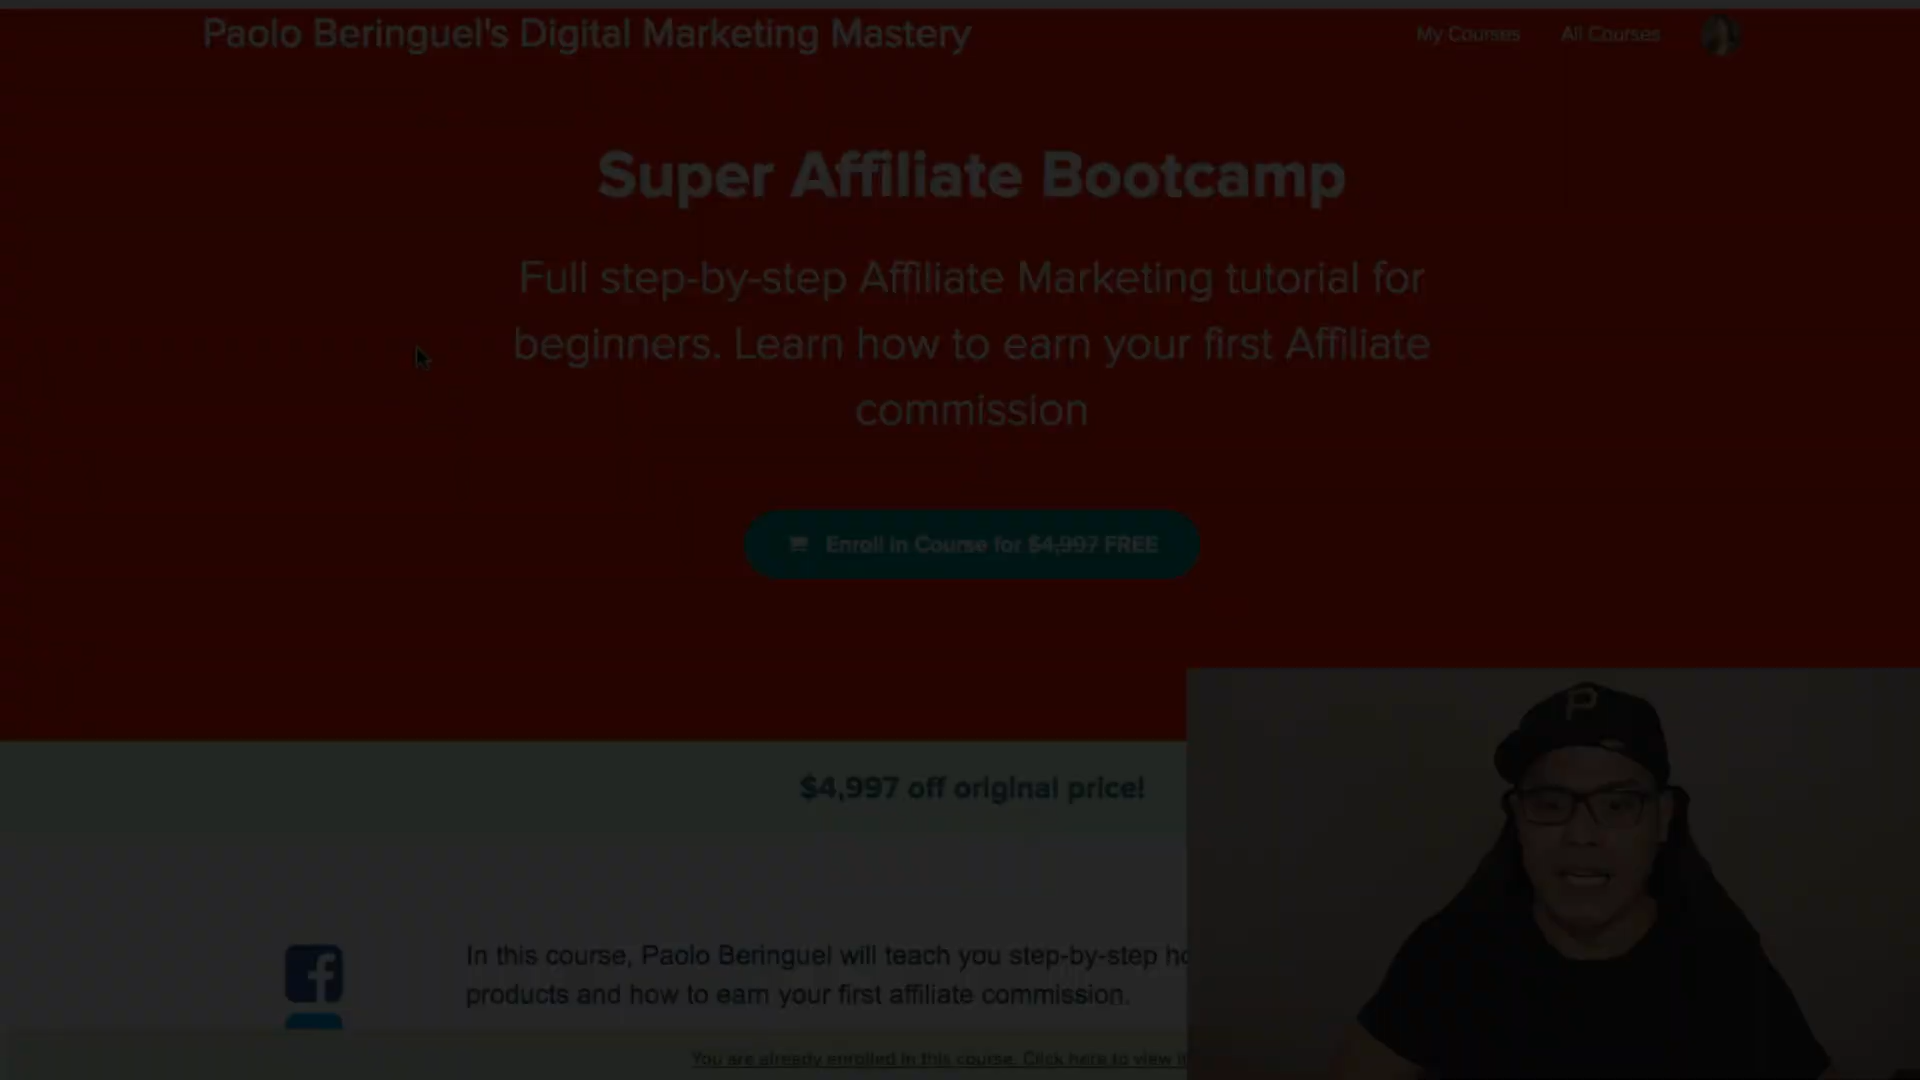 Paolo Beringuel's Digital Marketing Mastery
My Courses
All Courses
Super Affiliate Bootcamp
Full step-by-step Affiliate Marketing tutorial for
beginners. Learn how to earn your first Affiliate
commission
Enroll in Course for $4,997 FREE
$4,997 off original price!
In this course, Paolo Beringuel will teach you step-by-step
products and how to earn your first affiliate commission.
You are already enrolled in this course. Click here to view
P